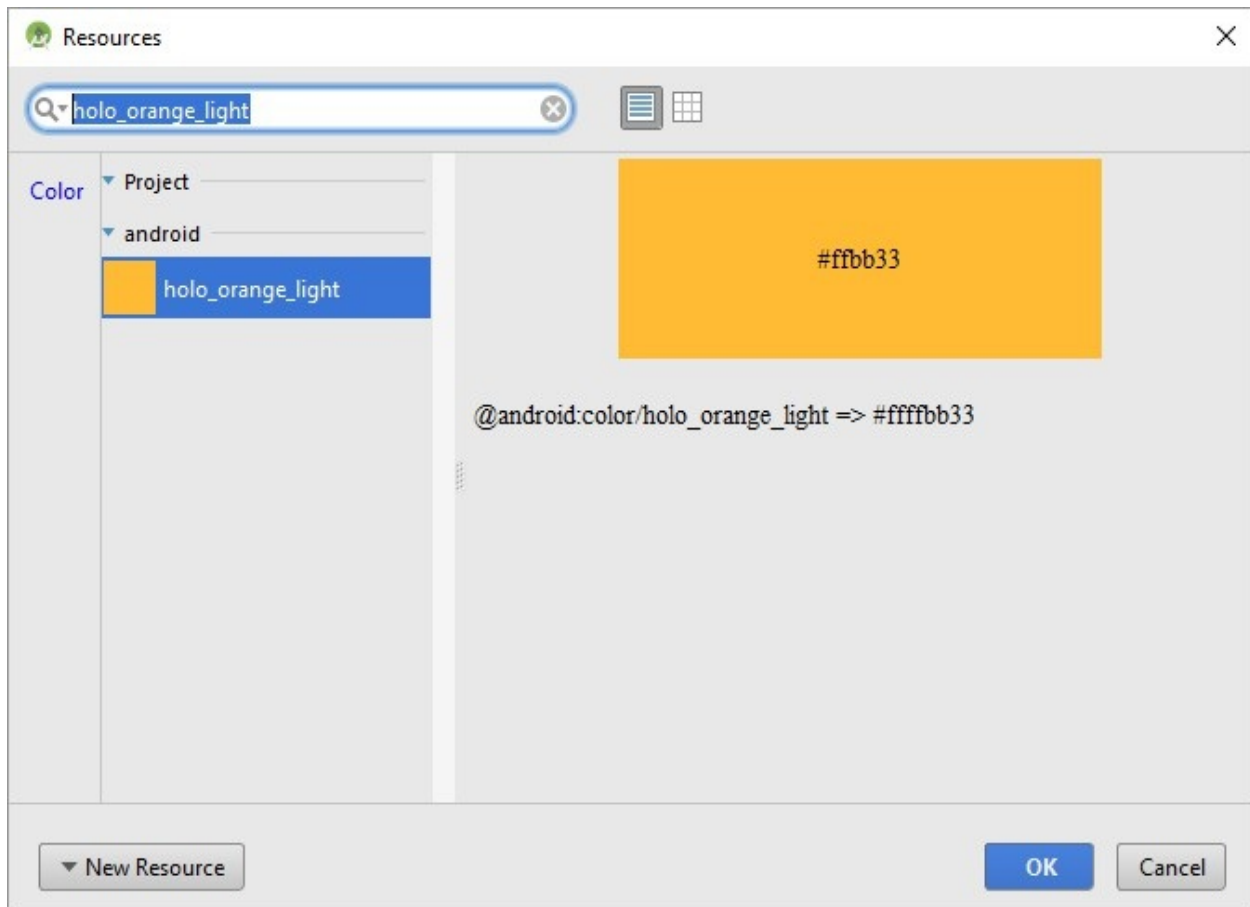 Resources
holo_orange_light
Color
Project
android
holo_orange_light
#ffbb33
@android:color/holo_orange_light => #ffffbb33
New Resource
OK
Cancel